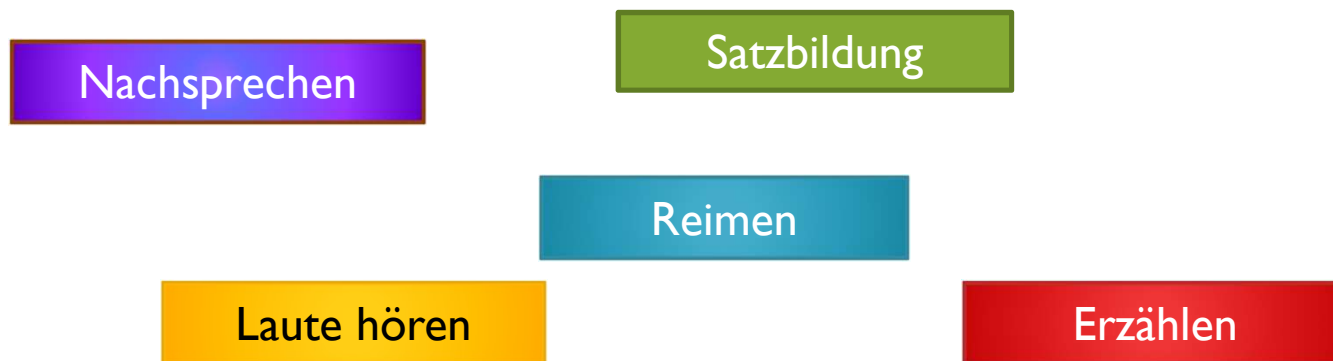 Nachsprechen
Satzbildung
Reimen
Laute hören
Erzählen